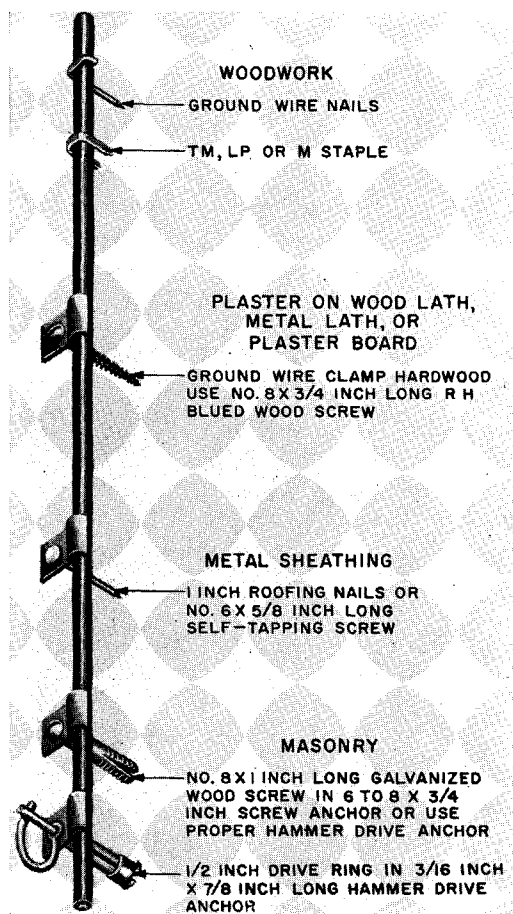 WOODWORK
GROUND WIRE NAILS
TM, LP OR M STAPLE
PLASTER ON WOOD LATH,
METAL LATH, OR
PLASTER BOARD
GROUND WIRE CLAMP HARDWOOD
USE NO. 8 X 3/4 INCH LONG R H
BLUED WOOD SCREW
METAL SHEATHING
1 INCH ROOFING NAILS OR
NO. 6 X 5/8 INCH LONG
SELF-TAPPING SCREW
MASONRY
NO. 8 X 1 INCH LONG GALVANIZED
WOOD SCREW IN 6 TO 8 X 3/4
INCH SCREW ANCHOR OR USE
PROPER HAMMER DRIVE ANCHOR
1/2 INCH DRIVE RING IN 3/16 INCH
X 7/8 INCH LONG HAMMER DRIVE
ANCHOR